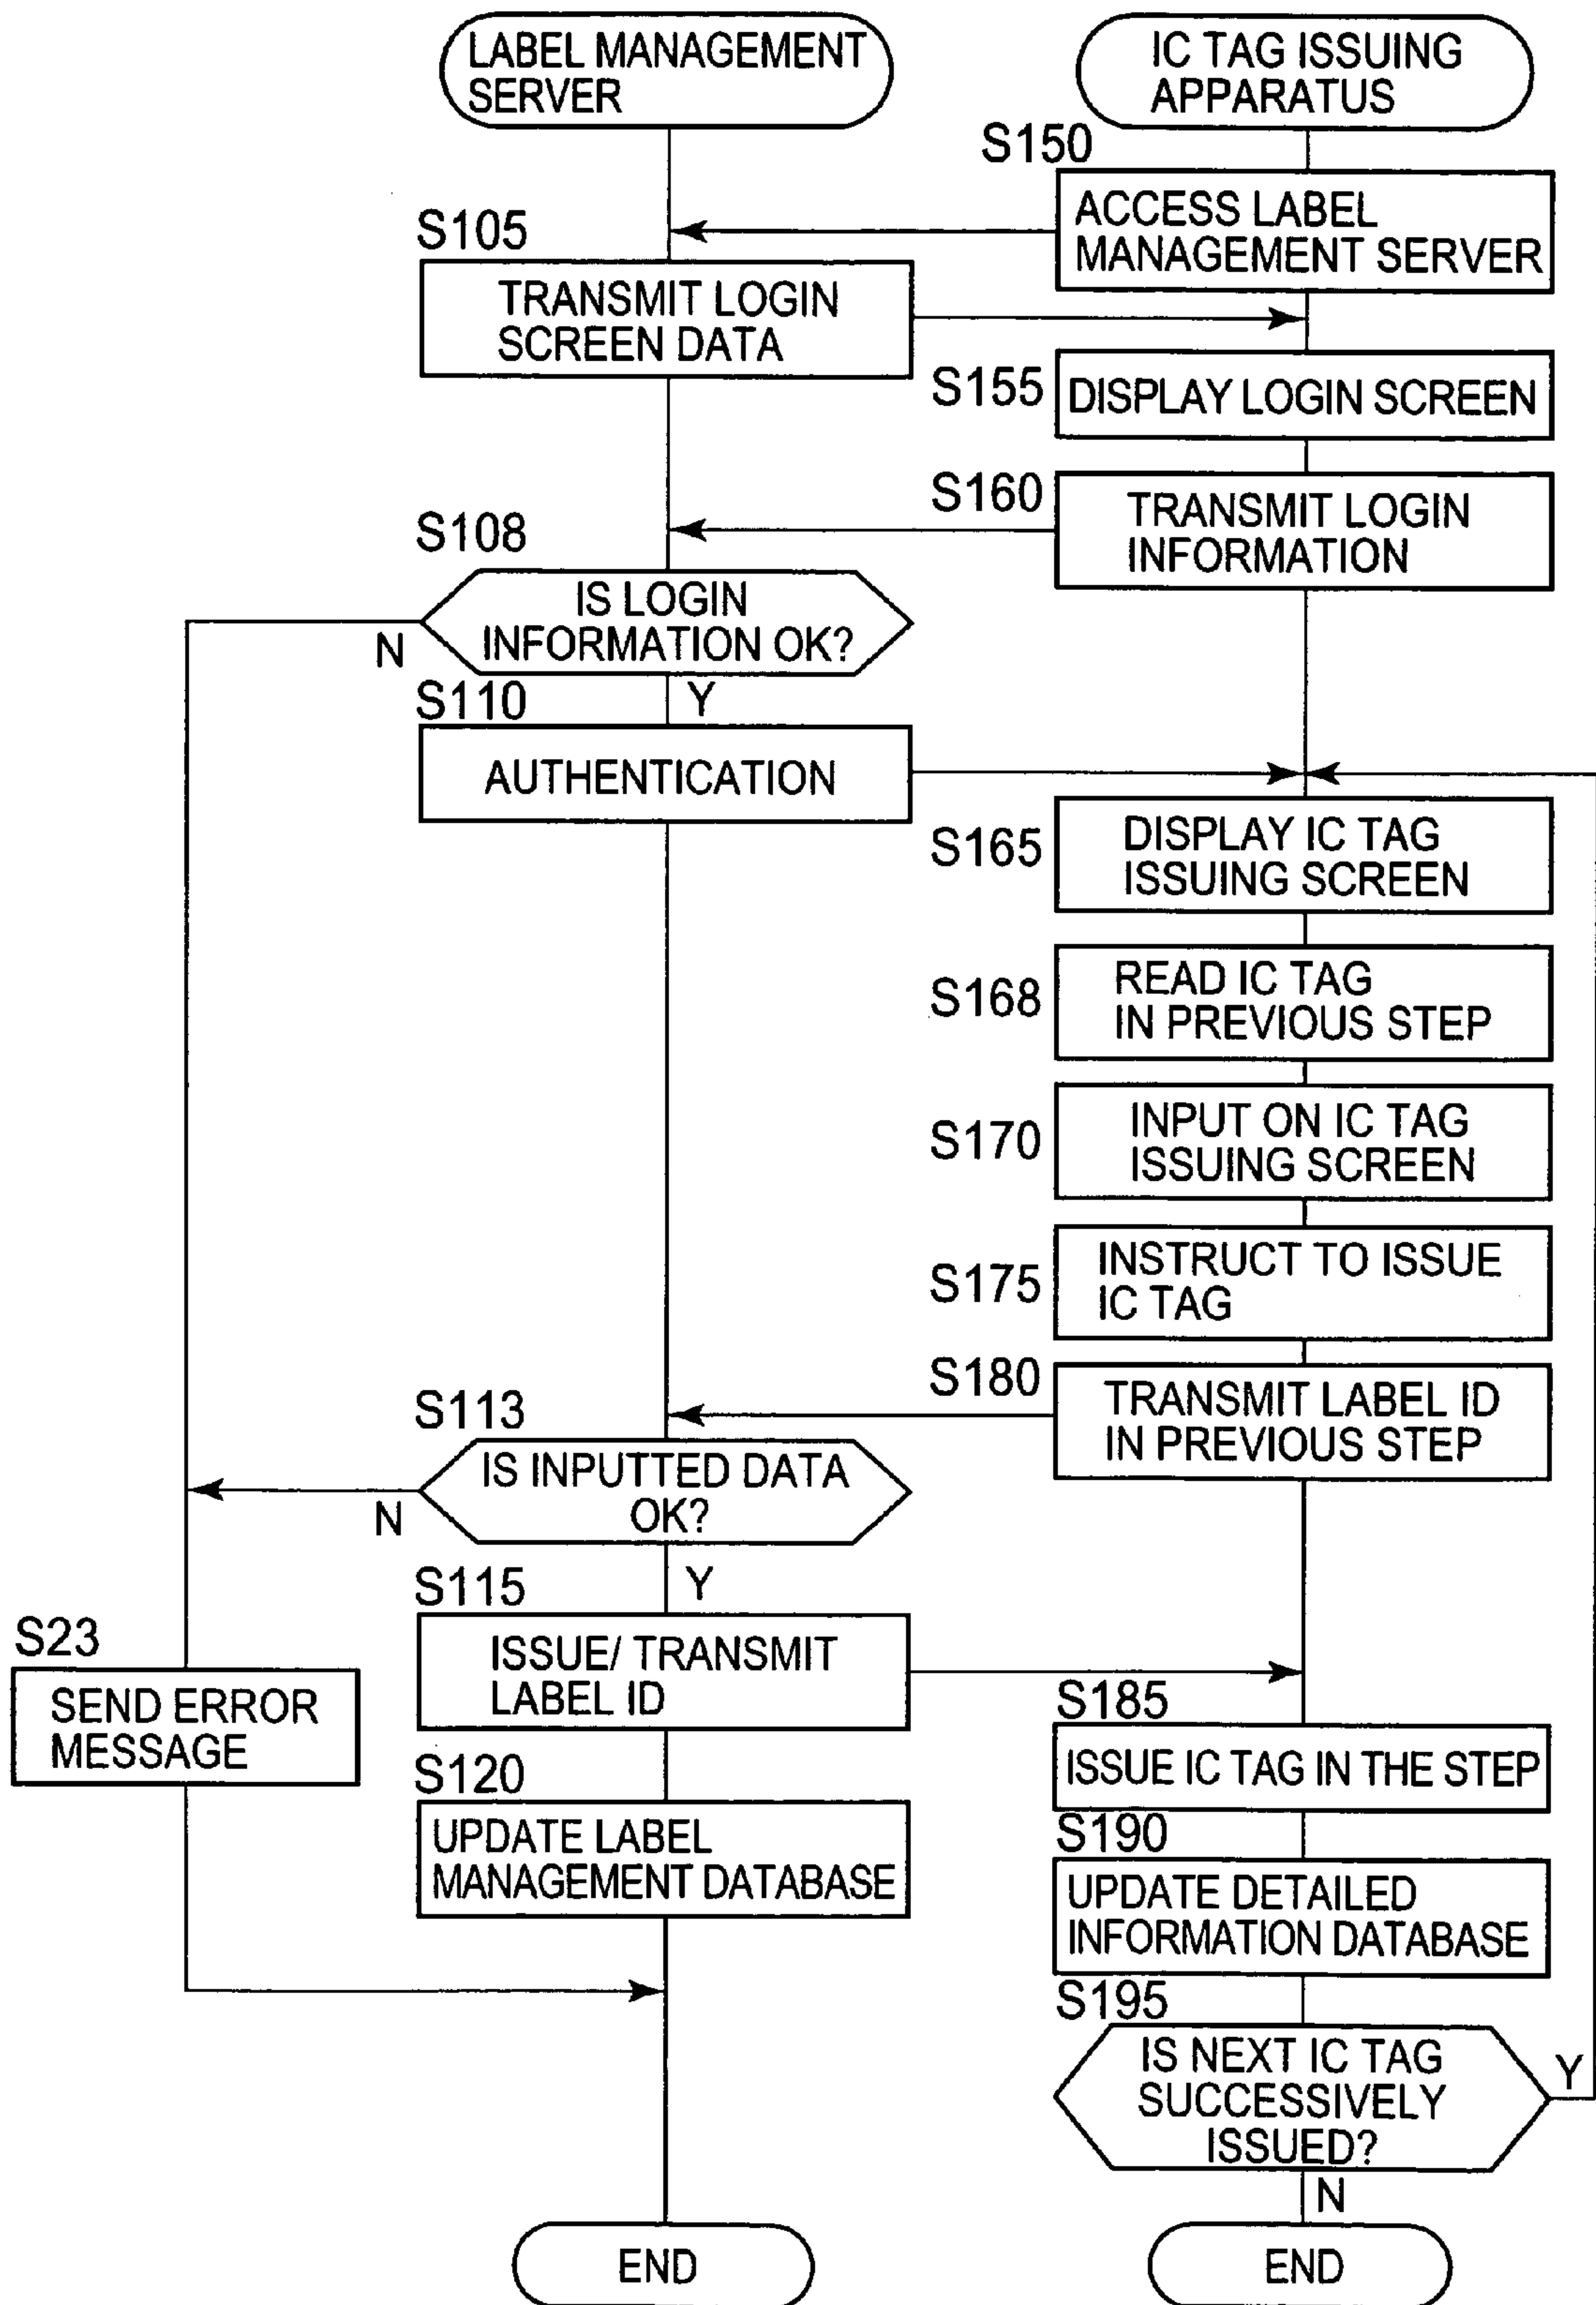 LABEL MANAGEMENT
SERVER
IC TAG ISSUING
APPARATUS
S150
ACCESS LABEL
MANAGEMENT SERVER
S105
TRANSMIT LOGIN
SCREEN DATA
S155
DISPLAY LOGIN SCREEN
S160
TRANSMIT LOGIN
INFORMATION
S108
IS LOGIN
INFORMATION OK?
N
Y
S110
AUTHENTICATION
S165
DISPLAY IC TAG
ISSUING SCREEN
S168
READ IC TAG
IN PREVIOUS STEP
S170
INPUT ON IC TAG
ISSUING SCREEN
S175
INSTRUCT TO ISSUE
IC TAG
S180
TRANSMIT LABEL ID
IN PREVIOUS STEP
S113
IS INPUTTED DATA
OK?
N
Y
S115
ISSUE/ TRANSMIT
LABEL ID
S23
SEND ERROR
MESSAGE
S185
ISSUE IC TAG IN THE STEP
S120
UPDATE LABEL
MANAGEMENT DATABASE
S190
UPDATE DETAILED
INFORMATION DATABASE
S195
IS NEXT IC TAG
SUCCESSIVELY
ISSUED?
Y
N
END
END